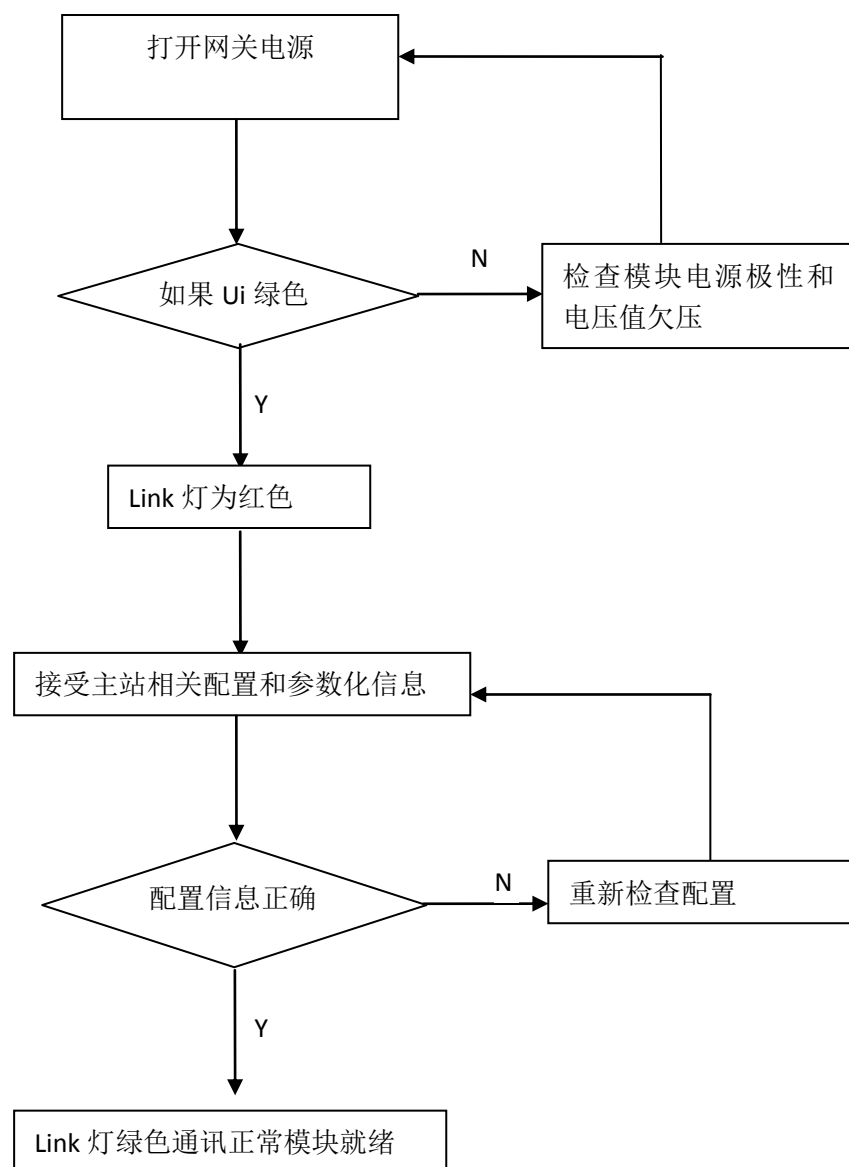 打开网关电源
如果 Ui 绿色
N
检查模块电源极性和
电压值欠压
Y
Link 灯为红色
接受主站相关配置和参数化信息
配置信息正确
N
重新检查配置
Y
Link 灯绿色通讯正常模块就绪